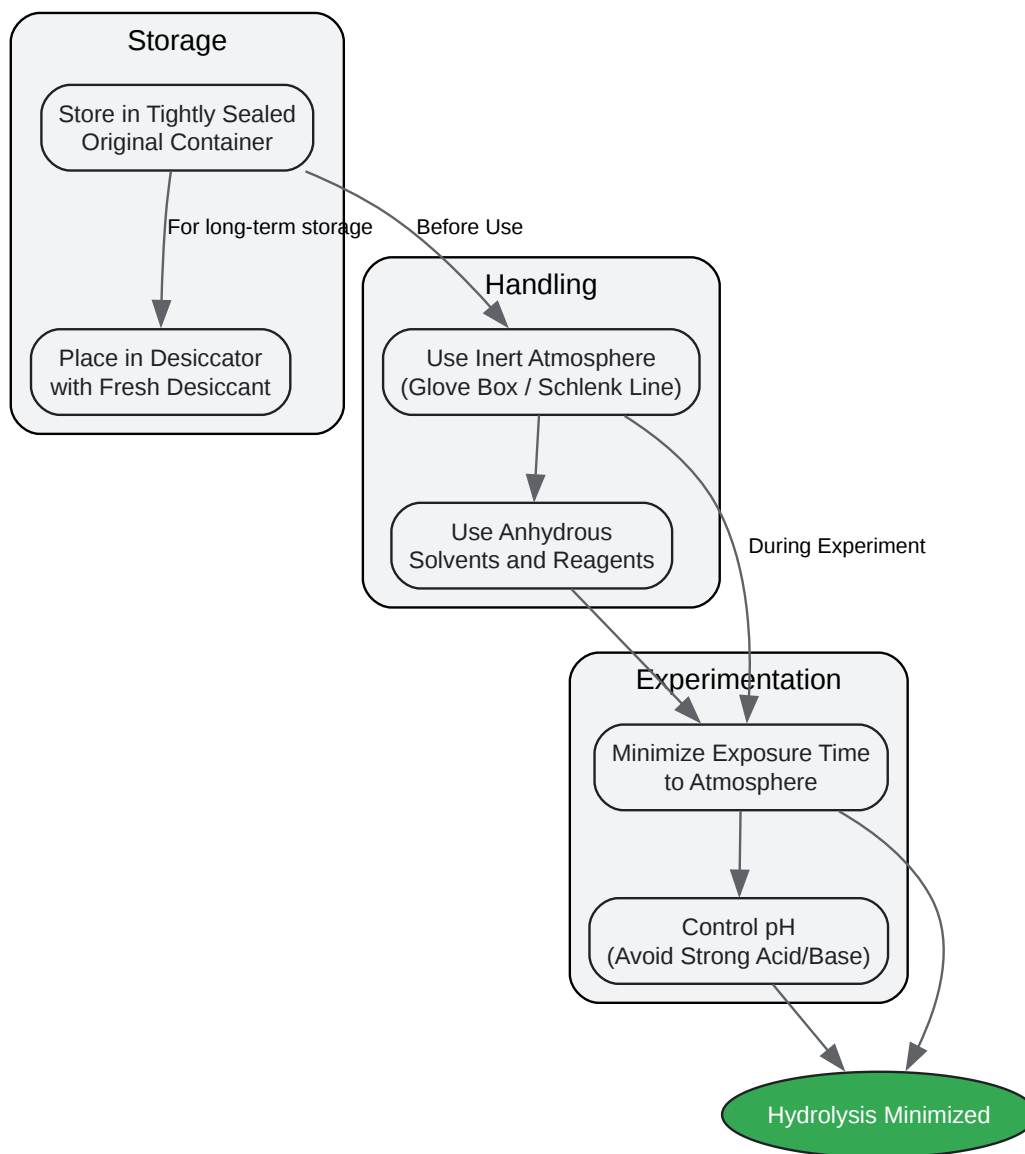 Storage
Store in Tightly Sealed
Original Container
For long-term storage
Before Use
Place in Desiccator
with Fresh Desiccant
Handling
Use Inert Atmosphere
(Glove Box / Schlenk Line)
Use Anhydrous
Solvents and Reagents
During Experiment
Experimentation
Minimize Exposure Time
to Atmosphere
Control pH
(Avoid Strong Acid/Base)
Hydrolysis Minimized